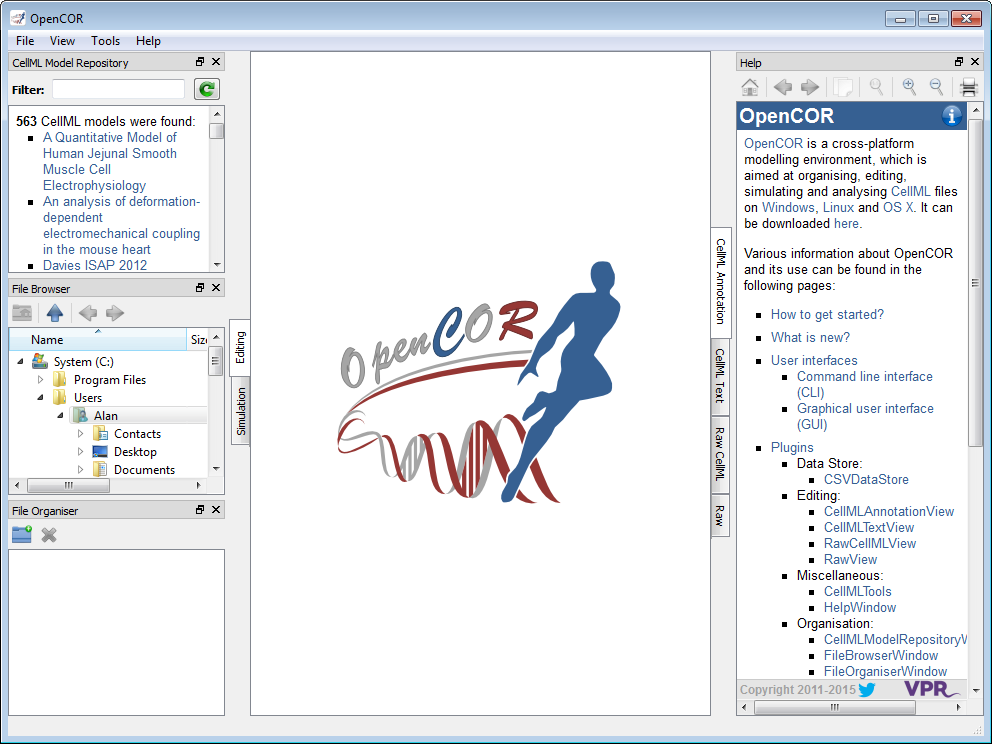 OpenCOR
File View Tools Help
CellML Model Repository
Filter:
563 CellML models were found:
A Quantitative Model of
Human Jejunal Smooth
Muscle Cell
Electrophysiology
An analysis of deformation-
dependent
electromechanical coupling
in the mouse heart
Davies ISAP 2012
File Browser
Name Size
System (C:)
Program Files
Users
Alan
Contacts
Desktop
Documents
File Organiser
Editing
Simulation
OpenCOR
CellML Annotation
CellML Text
Raw CellML
Raw
Help
OpenCOR
OpenCOR is a cross-platform
modelling environment, which is
aimed at organising, editing,
simulating and analysing CellML files
on Windows, Linux and OS X. It can
be downloaded here.
Various information about OpenCOR
and its use can be found in the
following pages:
How to get started?
What is new?
User interfaces
Command line interface
(CLI)
Graphical user interface
(GUI)
Plugins
Data Store:
CSVDataStore
Editing:
CellMLAnnotationView
CellMLTextView
RawCellMLView
RawView
Miscellaneous:
CellMLTools
HelpWindow
Organisation:
CellMLModelRepositoryW
FileBrowserWindow
FileOrganiserWindow
Copyright 2011-2015 VPR